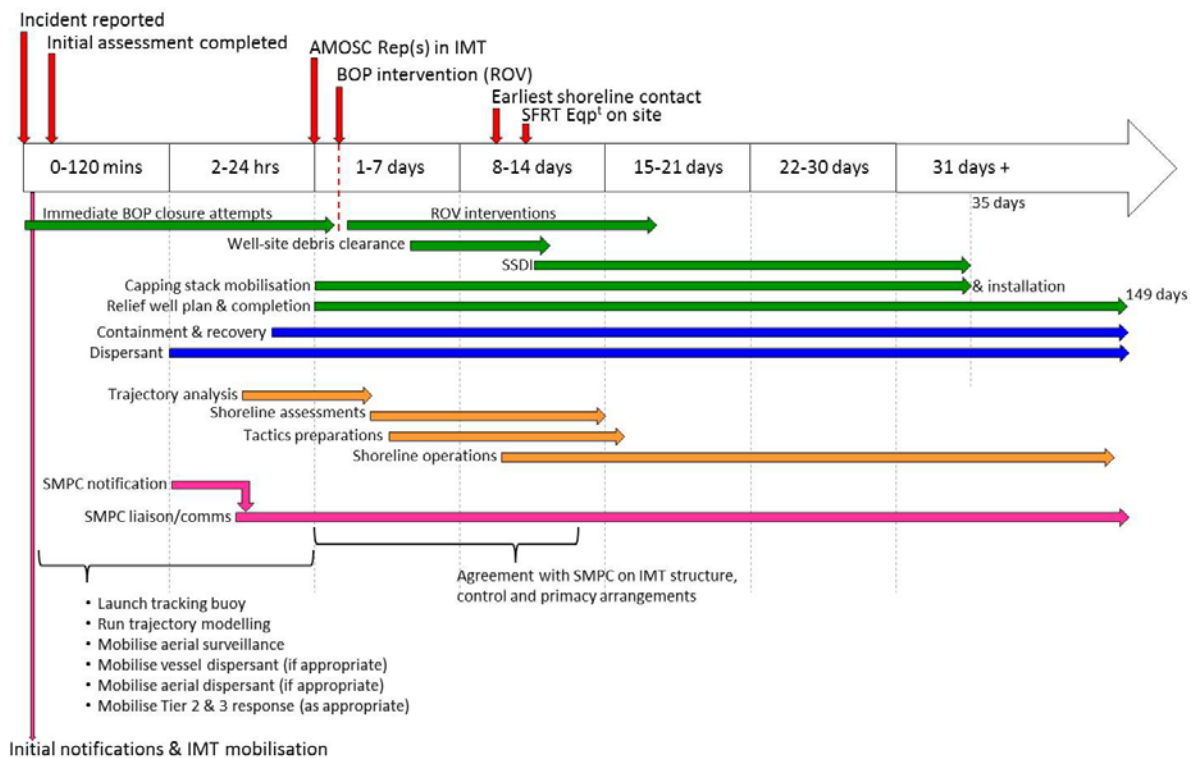 Incident reported
Initial assessment completed
AMOSC Rep(s) in IMT
BOP intervention (ROV)
Earliest shoreline contact
SFRT Eqpᵗ on site
0-120 mins
2-24 hrs
1-7 days
8-14 days
15-21 days
22-30 days
31 days +
35 days
Immediate BOP closure attempts
ROV interventions
Well-site debris clearance
SSDI
Capping stack mobilisation
& installation
149 days
Relief well plan & completion
Containment & recovery
Dispersant
Trajectory analysis
Shoreline assessments
Tactics preparations
Shoreline operations
SMPC notification
SMPC liaison/comms
Agreement with SMPC on IMT structure,
control and primacy arrangements
• Launch tracking buoy
• Run trajectory modelling
• Mobilise aerial surveillance
• Mobilise vessel dispersant (if appropriate)
• Mobilise aerial dispersant (if appropriate)
• Mobilise Tier 2 & 3 response (as appropriate)
Initial notifications & IMT mobilisation